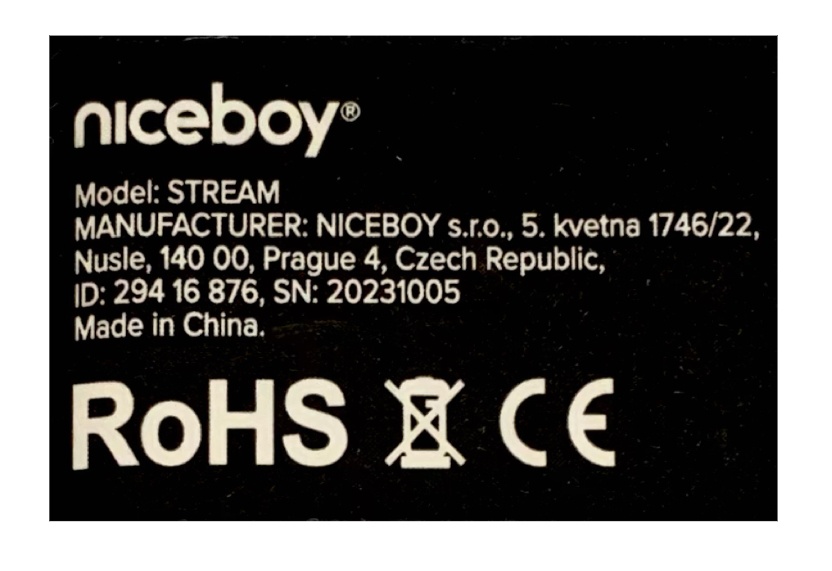 niceboy®
Model: STREAM
MANUFACTURER: NICEBOY s.r.o., 5. kvetna 1746/22,
Nusle, 140 00, Prague 4, Czech Republic,
ID: 294 16 876, SN: 20231005
Made in China.
RoHS CE